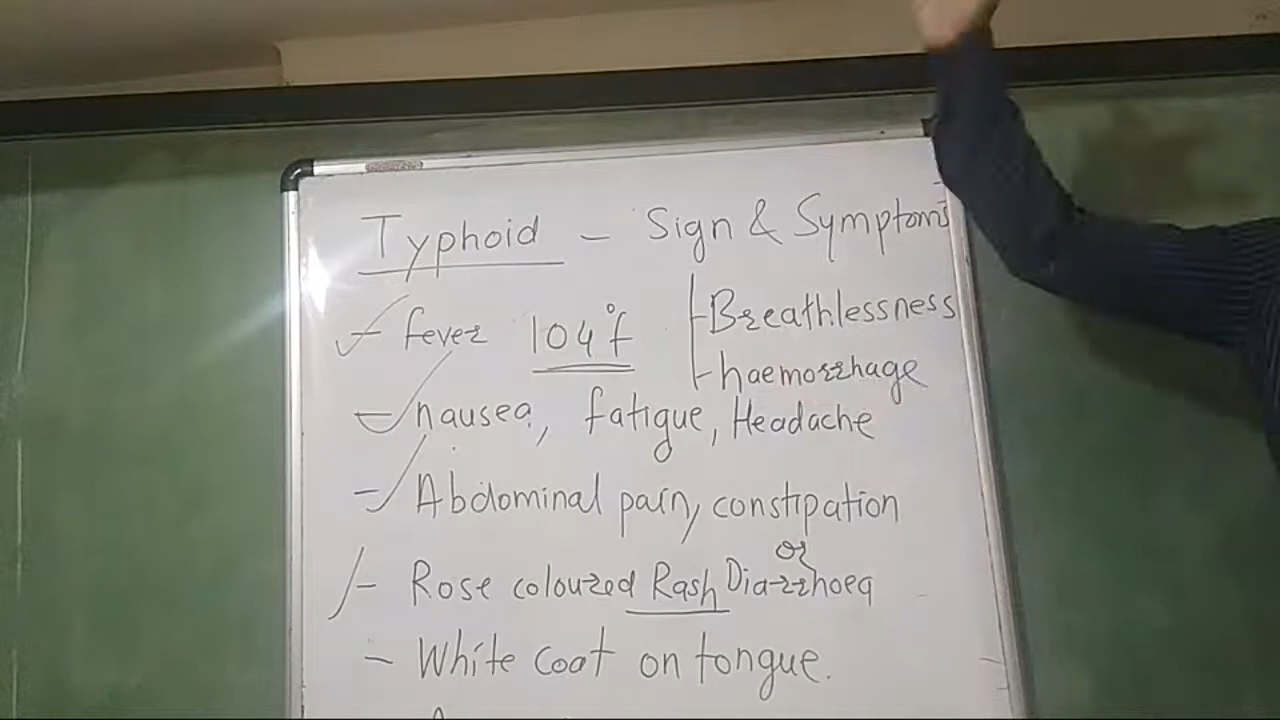 Typhoid - Sign & Symptoms
- fever 104°f
- Breathlessness
- haemorrhage
- nausea, fatigue, Headache
- Abdominal pain, constipation
or
- Rose coloured Rash Diarrhoea
- White coat on tongue.